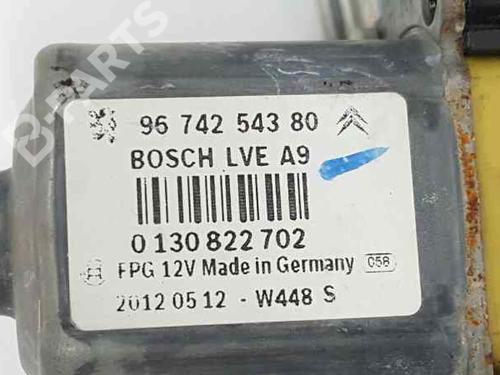 B-PARTS
96 742 543 80
BOSCH LVE A9
0 130 822 702
FPG 12V Made in Germany 058
2012 05 12 - W448 S